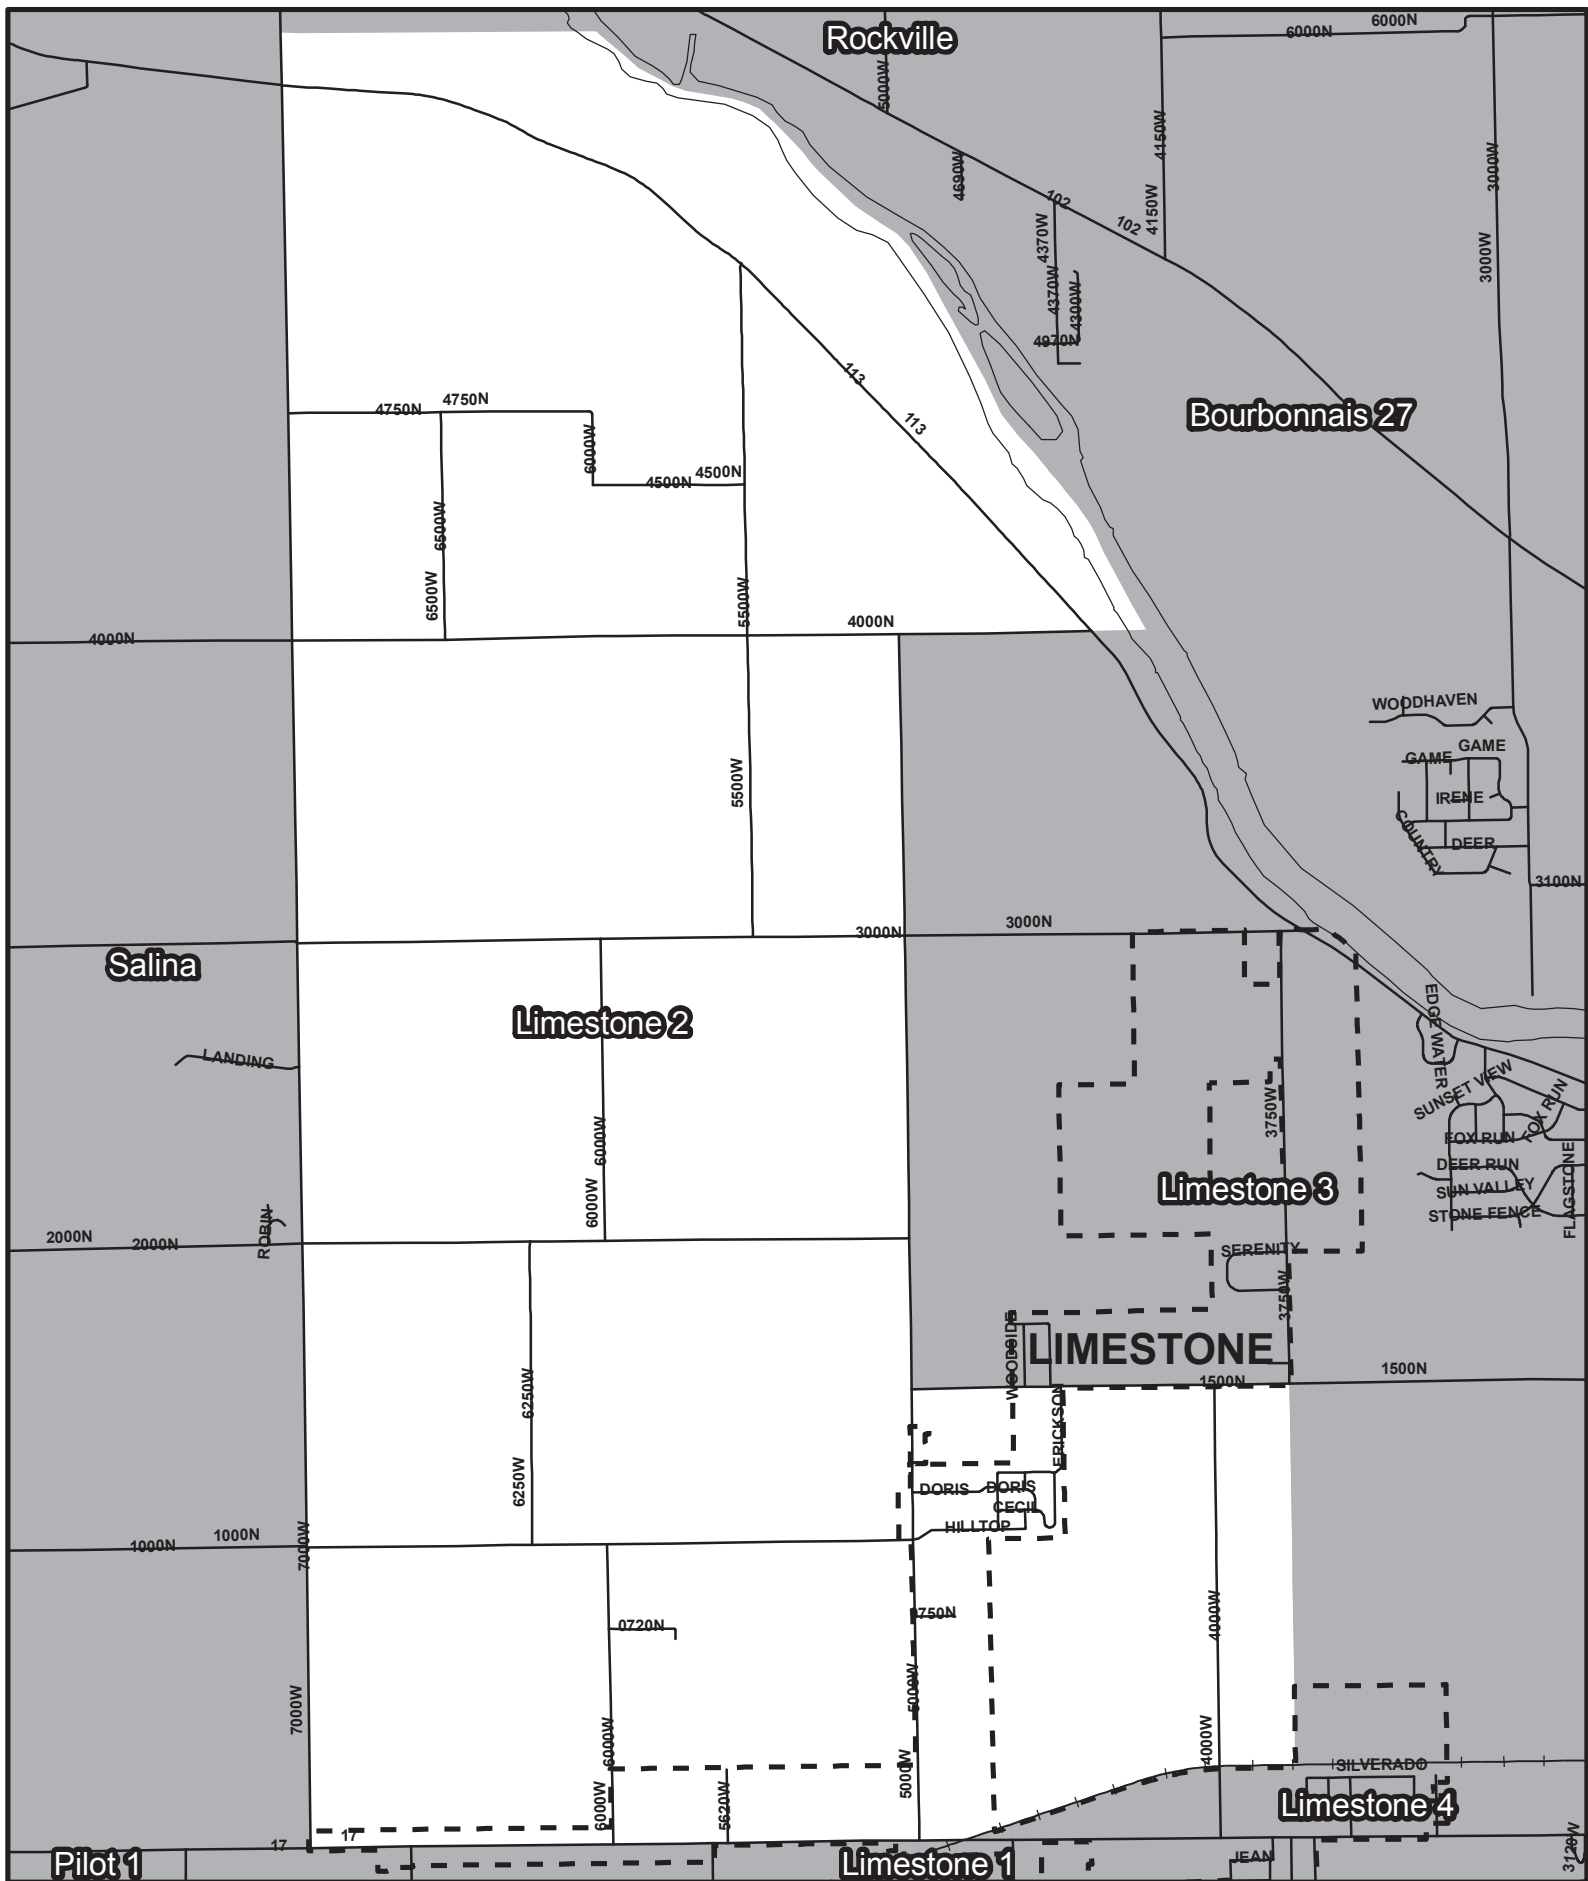 6000N
Rockville
6000N
5000W
4150W
4690W
3000W
102
4150W
102
4370W
3000W
4370W
4300W
4970N
113
4750N
4750N
Bourbonnais 27
113
6000W
4500N
4500N
6500W
6500W
5500W
4000N
4000N
WOODHAVEN
GAME
GAME
5500W
IRENE
COUNTRY
DEER
3100N
3000N
3000N
Salina
Limestone 2
EDGE WATER
LANDING
SUNSET VIEW
3750W
FOX RUN
6000W
FOX RUN
DEER RUN
Limestone 3
SUN VALLEY
FLAGSTONE
6000W
STONE FENCE
ROBIN
2000N
2000N
SERENITY
3750W
WOODSIDE
LIMESTONE
1500N
1500N
6250W
ERICKSON
6250W
DORIS
DORIS
CECIL
HILLTOP
1000N
1000N
7000W
0750N
4000W
0720N
5000W
7000W
6000W
4000W
5000W
SILVERADO
6000W
5620W
Limestone 4
17
17
3120W
Pilot 1
Limestone 1
JEAN